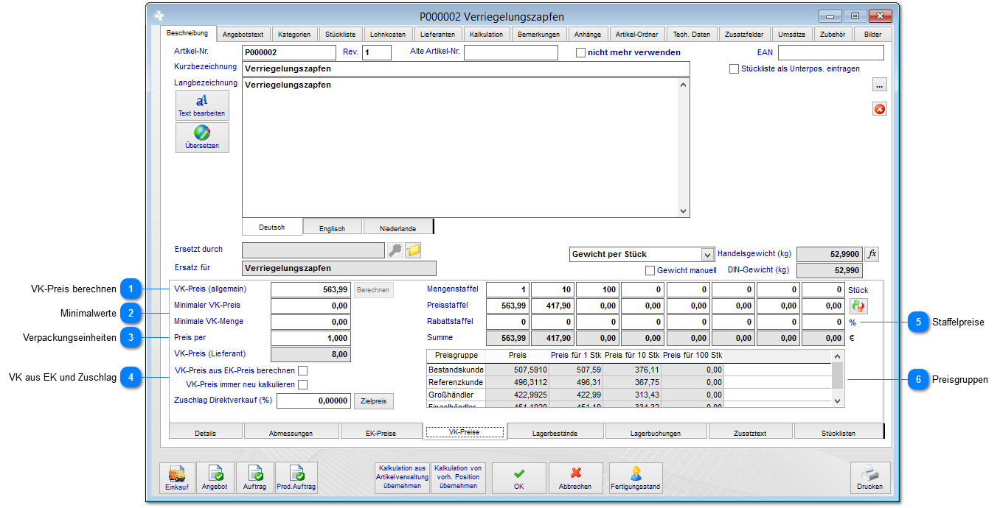 P000002 Verriegelungszapfen
Beschreibung Angebotstext Kategorien Stückliste Lohnkosten Lieferanten Kalkulation Bemerkungen Anhänge Artikel-Ordner Tech. Daten Zusatzfelder Umsätze Zubehör Bilder
Artikel-Nr. P000002 Rev. 1 Alte Artikel-Nr. nicht mehr verwenden EAN
Kurzbezeichnung Verriegelungszapfen Stückliste als Unterpos. eintragen
Langbezeichnung Verriegelungszapfen ...
Text bearbeiten
Übersetzen
Deutsch Englisch Niederlande
Ersetzt durch Gewicht per Stück Handelsgewicht (kg) 52,9900 fx
Ersatz für Verriegelungszapfen Gewicht manuell DIN-Gewicht (kg) 52,990
VK-Preis berechnen 1 VK-Preis (allgemein) 563,99 Berechnen Mengenstaffel 1 10 100 0 0 0 0 0 Stück
Minimalwerte 2 Minimaler VK-Preis 0,00 Preisstaffel 563,99 417,90 0,00 0,00 0,00 0,00 0,00 0,00
Minimale VK-Menge 0,00 Rabattstaffel 0 0 0 0 0 0 0 0 % 5 Staffelpreise
Verpackungseinheiten 3 Preis per 1,000 Summe 563,99 417,90 0,00 0,00 0,00 0,00 0,00 0,00 €
VK-Preis (Lieferant) 8,00 Preisgruppe Preis Preis für 1 Stk Preis für 10 Stk Preis für 100 Stk
VK-Preis aus EK-Preis berechnen Bestandskunde 507,5910 507,59 376,11 0,00
VK aus EK und Zuschlag 4 VK-Preis immer neu kalkulieren Referenzkunde 496,3112 496,31 367,75 0,00 6 Preisgruppen
Zuschlag Direktverkauf (%) 0,00000 Zielpreis Großhändler 422,9925 422,99 313,43 0,00
Einzelhändler 451,1920 451,19 334,32 0,00
Details Abmessungen EK-Preise VK-Preise Lagerbestände Lagerbuchungen Zusatztext Stücklisten
Einkauf Angebot Auftrag Prod.Auftrag Kalkulation aus Artikelverwaltung übernehmen Kalkulation von vorh. Position übernehmen OK Abbrechen Fertigungsstand Drucken